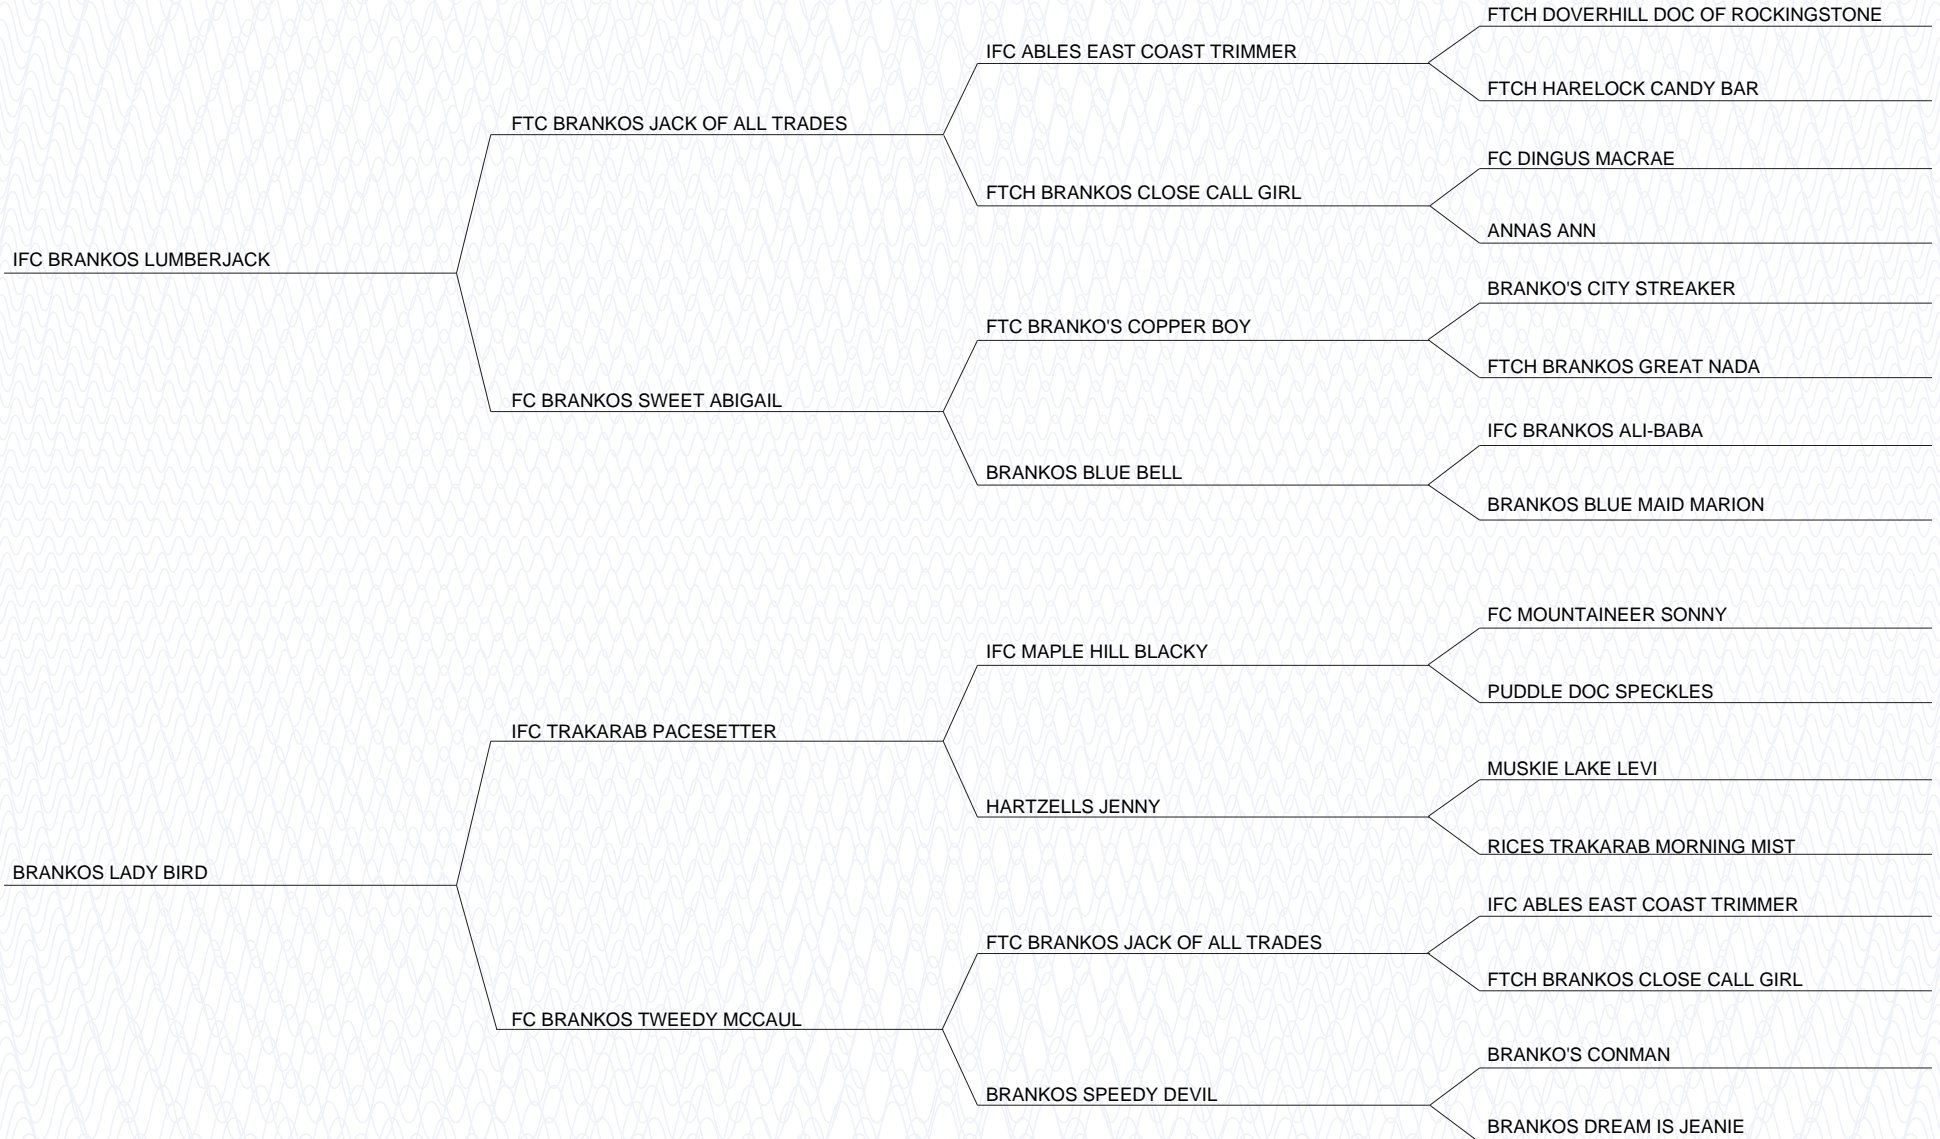 FTCH DOVERHILL DOC OF ROCKINGSTONE
IFC ABLES EAST COAST TRIMMER
FTCH HARELOCK CANDY BAR
FTC BRANKOS JACK OF ALL TRADES
FC DINGUS MACRAE
FTCH BRANKOS CLOSE CALL GIRL
ANNAS ANN
IFC BRANKOS LUMBERJACK
BRANKO'S CITY STREAKER
FTC BRANKO'S COPPER BOY
FTCH BRANKOS GREAT NADA
FC BRANKOS SWEET ABIGAIL
IFC BRANKOS ALI-BABA
BRANKOS BLUE BELL
BRANKOS BLUE MAID MARION
FC MOUNTAINEER SONNY
IFC MAPLE HILL BLACKY
PUDDLE DOC SPECKLES
IFC TRAKARAB PACESETTER
MUSKIE LAKE LEVI
HARTZELLS JENNY
RICES TRAKARAB MORNING MIST
BRANKOS LADY BIRD
IFC ABLES EAST COAST TRIMMER
FTC BRANKOS JACK OF ALL TRADES
FTCH BRANKOS CLOSE CALL GIRL
FC BRANKOS TWEEDY MCCAUL
BRANKO'S CONMAN
BRANKOS SPEEDY DEVIL
BRANKOS DREAM IS JEANIE